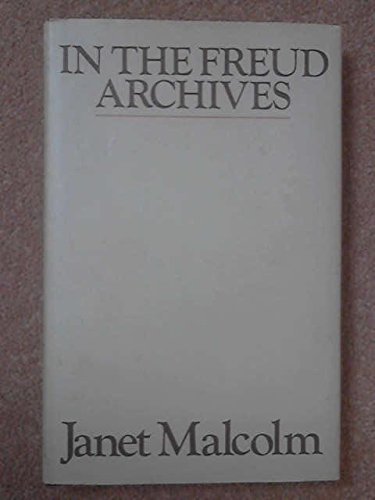 IN THE FREUD
ARCHIVES
Janet Malcolm